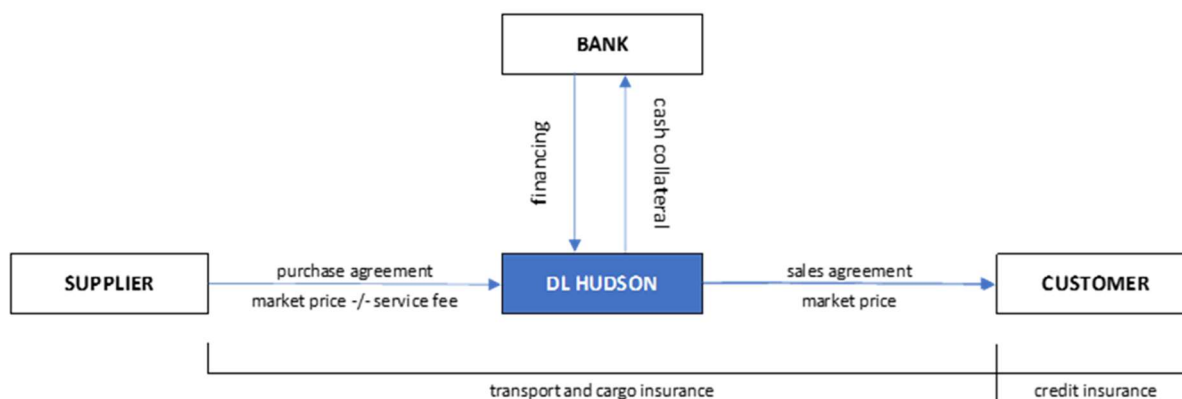 BANK
financing
cash collateral
SUPPLIER
purchase agreement
market price -/- service fee
DL HUDSON
sales agreement
market price
CUSTOMER
transport and cargo insurance
credit insurance